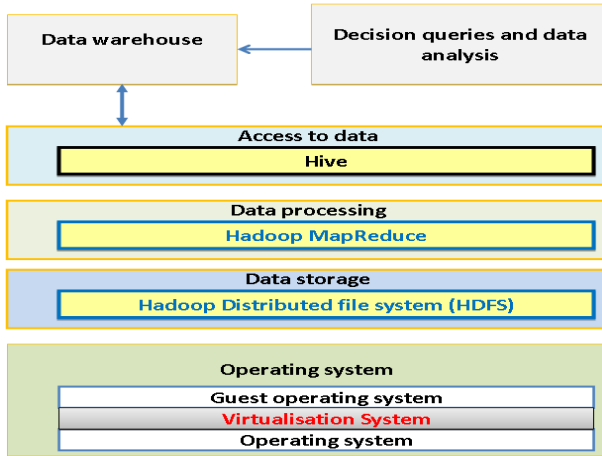 Data warehouse
Decision queries and data
analysis
Access to data
Hive
Data processing
Hadoop MapReduce
Data storage
Hadoop Distributed file system (HDFS)
Operating system
Guest operating system
Virtualisation System
Operating system